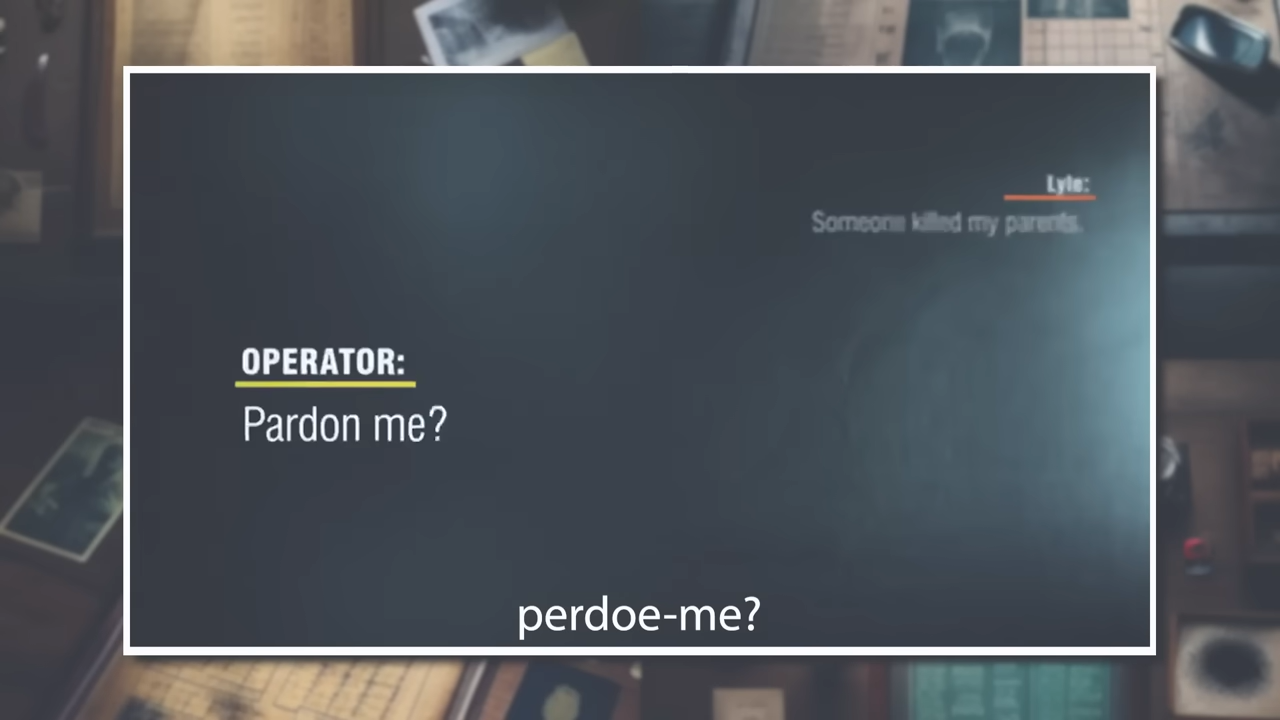 Lyle:
Someone killed my parents.
OPERATOR:
Pardon me?
perdoe-me?